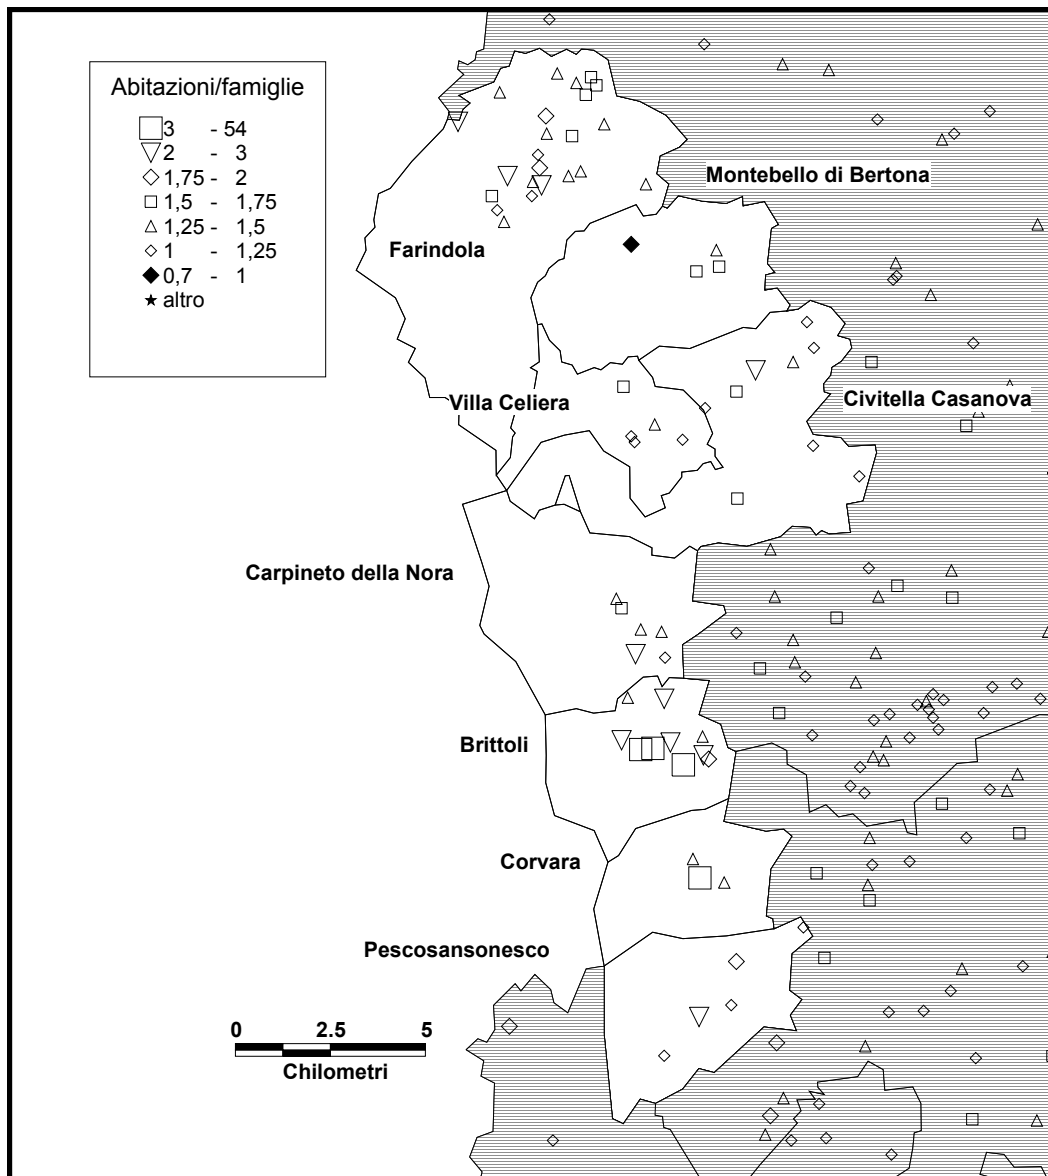 Abitazioni/famiglie
3 - 54
2 - 3
1,75 - 2
1,5 - 1,75
1,25 - 1,5
1 - 1,25
0,7 - 1
altro
Montebello di Bertona
Farindola
Villa Celiera
Civitella Casanova
Carpineto della Nora
Brittoli
Corvara
Pescosansonesco
0 2.5 5
Chilometri